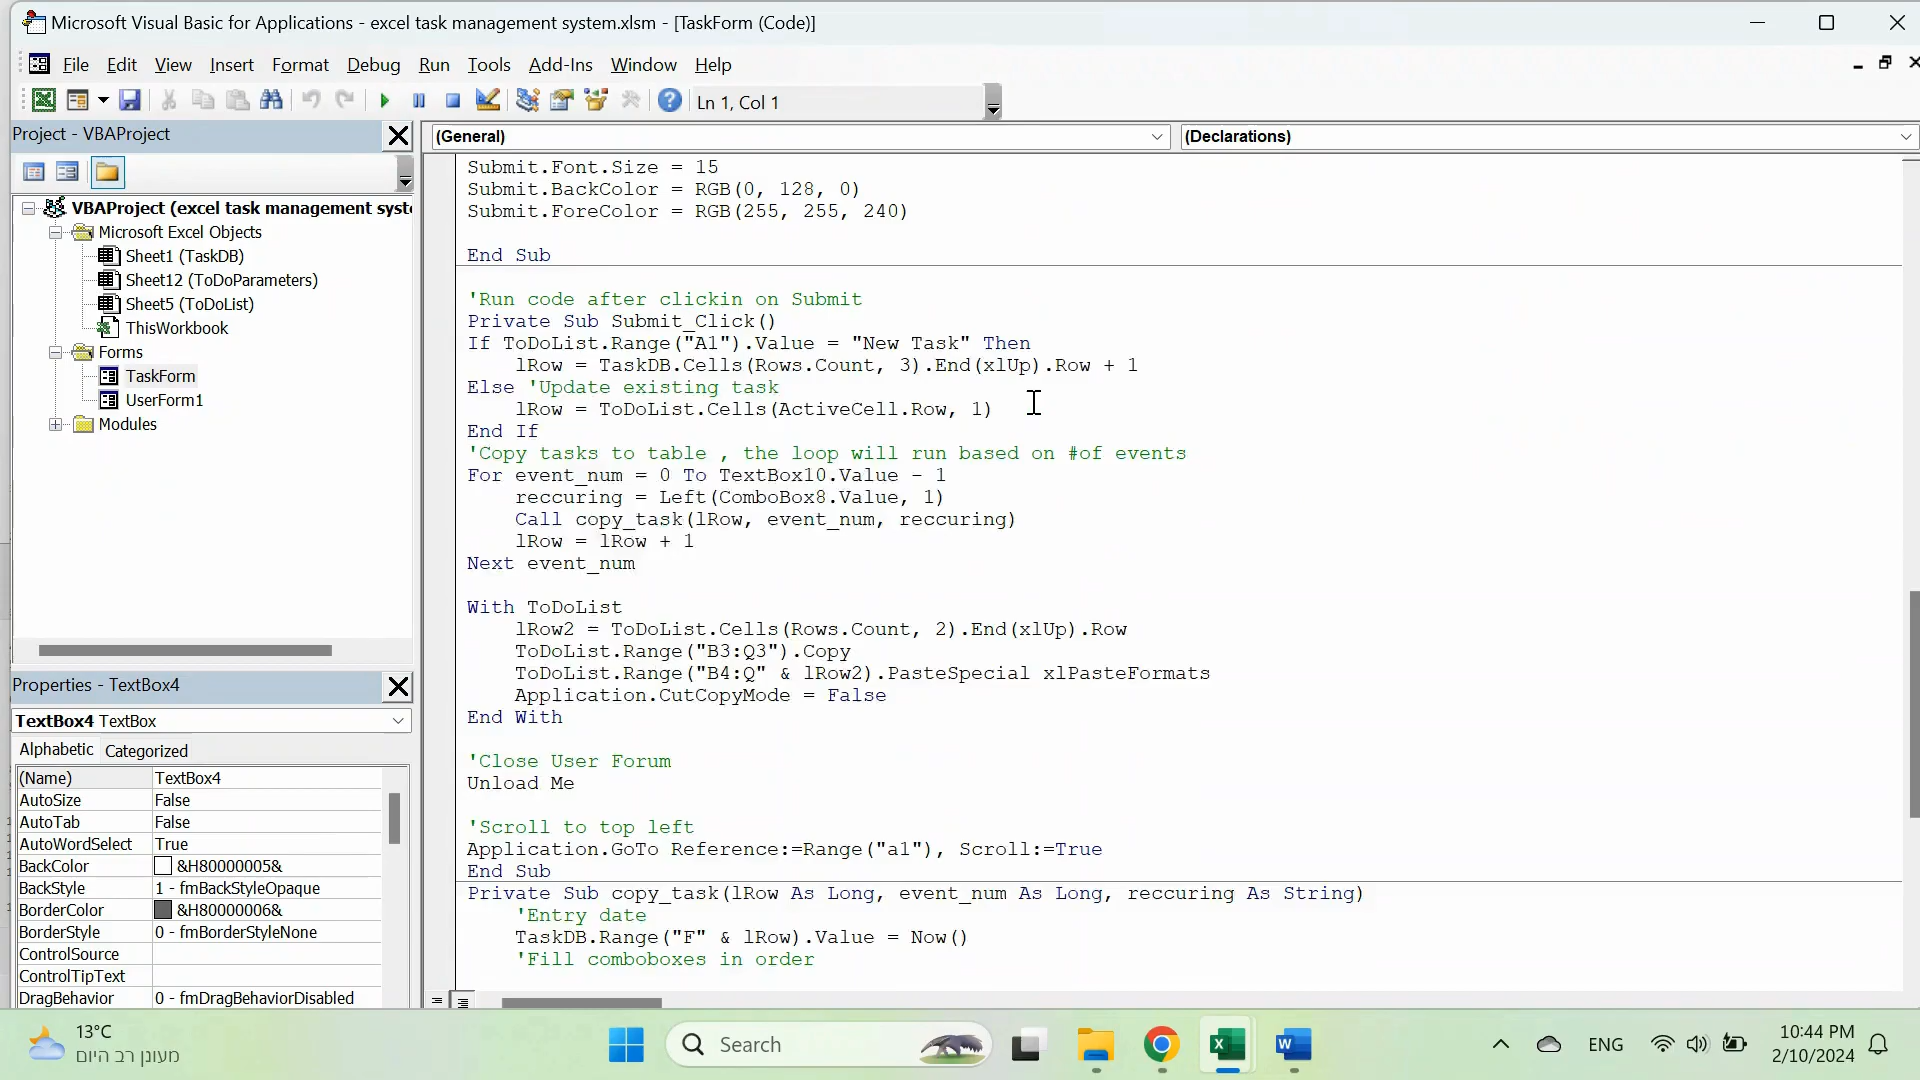 Microsoft Visual Basic for Applications - excel task management system.xlsm - [TaskForm (Code)]
File Edit View Insert Format Debug Run Tools Add-Ins Window Help
Ln 1, Col 1
Project - VBAProject
(General)
(Declarations)
VBAProject (excel task management syst
Microsoft Excel Objects
Sheet1 (TaskDB)
Sheet12 (ToDoParameters)
Sheet5 (ToDoList)
ThisWorkbook
Forms
TaskForm
UserForm1
Modules
Properties - TextBox4
TextBox4 TextBox
Alphabetic Categorized
(Name) TextBox4
AutoSize False
AutoTab False
AutoWordSelect True
BackColor &H80000005&
BackStyle 1 - fmBackStyleOpaque
BorderColor &H80000006&
BorderStyle 0 - fmBorderStyleNone
ControlSource
ControlTipText
DragBehavior 0 - fmDragBehaviorDisabled
Submit.Font.Size = 15
Submit.BackColor = RGB(0, 128, 0)
Submit.ForeColor = RGB(255, 255, 240)
End Sub
'Run code after clickin on Submit
Private Sub Submit_Click()
If ToDoList.Range("A1").Value = "New Task" Then
lRow = TaskDB.Cells(Rows.Count, 3).End(xlUp).Row + 1
Else 'Update existing task
lRow = ToDoList.Cells(ActiveCell.Row, 1)
End If
'Copy tasks to table , the loop will run based on #of events
For event_num = 0 To TextBox10.Value - 1
reccuring = Left(ComboBox8.Value, 1)
Call copy_task(lRow, event_num, reccuring)
lRow = lRow + 1
Next event_num
With ToDoList
lRow2 = ToDoList.Cells(Rows.Count, 2).End(xlUp).Row
ToDoList.Range("B3:Q3").Copy
ToDoList.Range("B4:Q" & lRow2).PasteSpecial xlPasteFormats
Application.CutCopyMode = False
End With
'Close User Forum
Unload Me
'Scroll to top left
Application.GoTo Reference:=Range("a1"), Scroll:=True
End Sub
Private Sub copy_task(lRow As Long, event_num As Long, reccuring As String)
'Entry date
TaskDB.Range("F" & lRow).Value = Now()
'Fill comboboxes in order
13°C
מעונן רב היום
Search
ENG
10:44 PM
2/10/2024